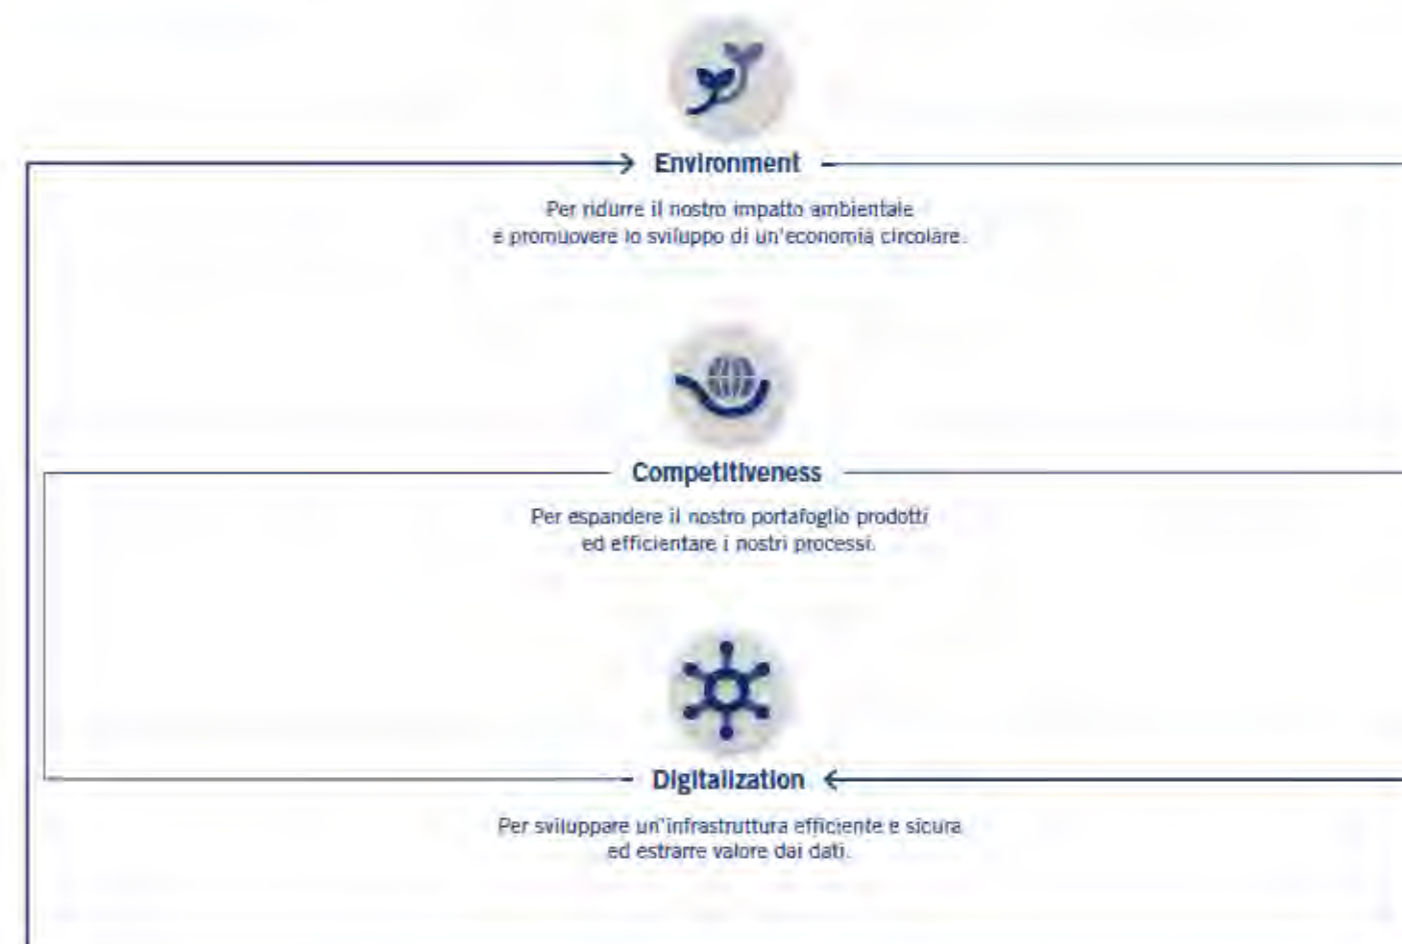 Environment
Per ridurre il nostro impatto ambientale
e promuovere lo sviluppo di un'economia circolare.
Competitiveness
Per espandere il nostro portafoglio prodotti
ed efficientare i nostri processi.
Digitalization
Per sviluppare un'infrastruttura efficiente e sicura
ed estrarre valore dai dati.